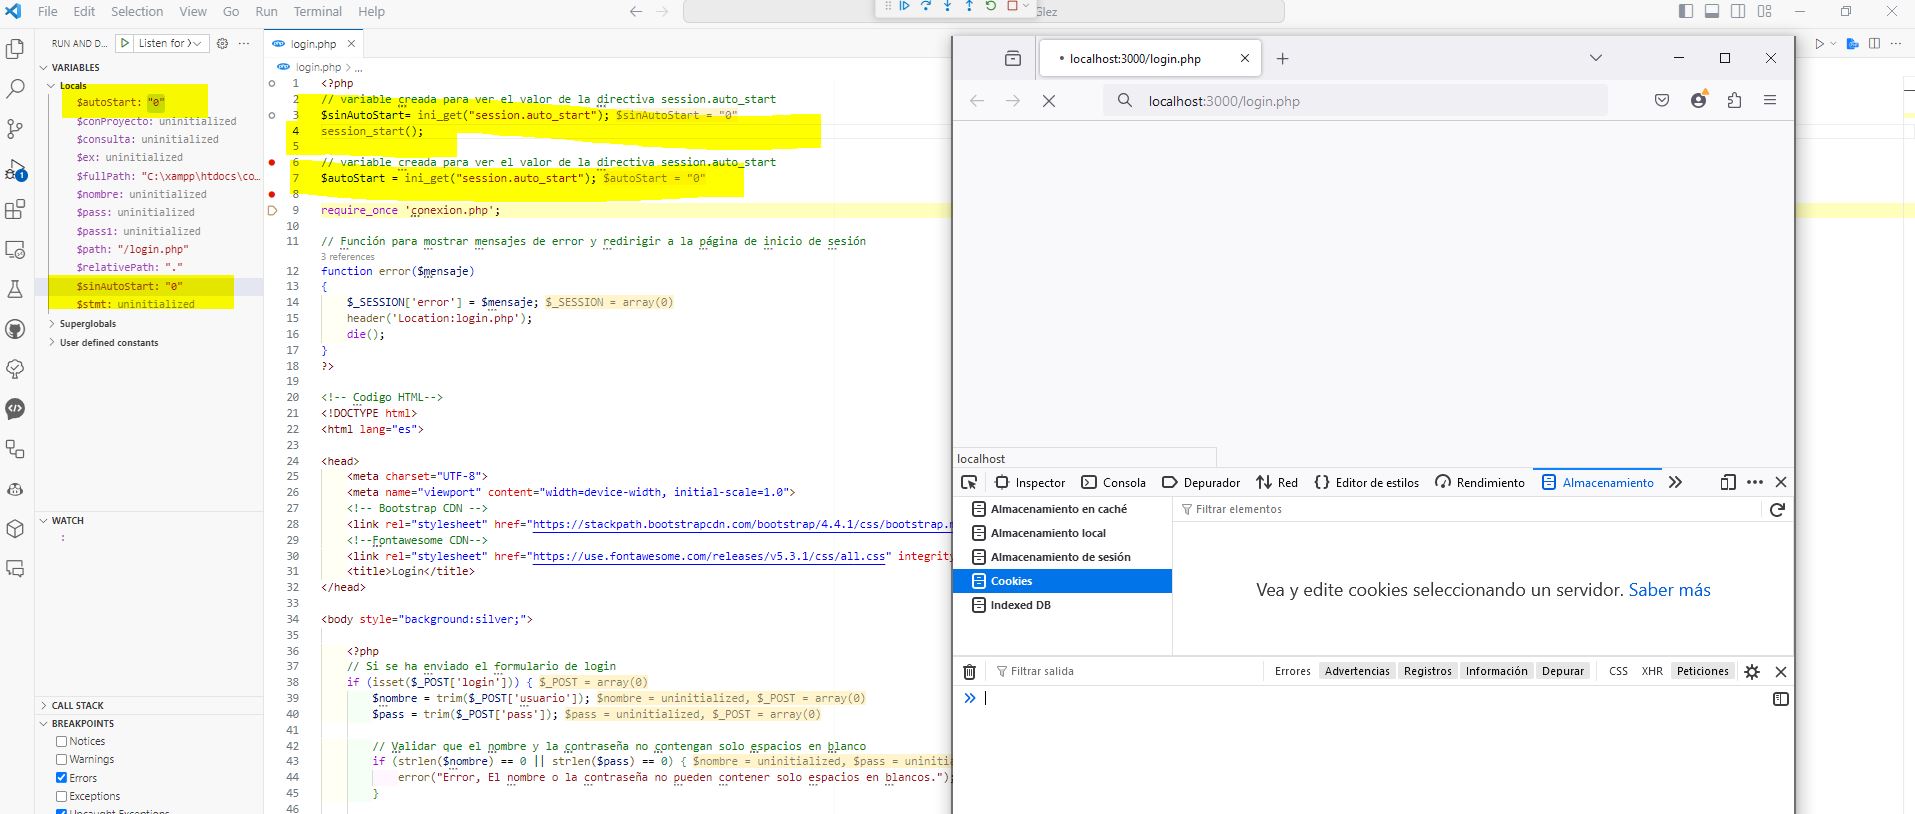 File Edit Selection View Go Run Terminal Help
Glez
RUN AND D... Listen for X
VARIABLES
Locals
$autoStart: "0"
$conProyecto: uninitialized
$consulta: uninitialized
$ex: uninitialized
$fullPath: "C:\xampp\htdocs\co...
$nombre: uninitialized
$pass: uninitialized
$pass1: uninitialized
$path: "/login.php"
$relativePath: "."
$sinAutoStart: "0"
$stmt: uninitialized
Superglobals
User defined constants
WATCH
:
CALL STACK
BREAKPOINTS
Notices
Warnings
Errors
Exceptions
Uncaught Exceptions
1
login.php
login.php > ...
1 <?php
2 // variable creada para ver el valor de la directiva session.auto_start
3 $sinAutoStart= ini_get("session.auto_start"); $sinAutoStart = "0"
4 session_start();
5
6 // variable creada para ver el valor de la directiva session.auto_start
7 $autoStart = ini_get("session.auto_start"); $autoStart = "0"
8
9 require_once 'conexion.php';
10
11 // Función para mostrar mensajes de error y redirigir a la página de inicio de sesión
3 references
12 function error($mensaje)
13 {
14 $_SESSION['error'] = $mensaje; $_SESSION = array(0)
15 header('Location:login.php');
16 die();
17 }
18 ?>
19
20 <!-- Codigo HTML-->
21 <!DOCTYPE html>
22 <html lang="es">
23
24 <head>
25 <meta charset="UTF-8">
26 <meta name="viewport" content="width=device-width, initial-scale=1.0">
27 <!-- Bootstrap CDN -->
28 <link rel="stylesheet" href="https://stackpath.bootstrapcdn.com/bootstrap/4.4.1/css/bootstrap.m
29 <!--Fontawesome CDN-->
30 <link rel="stylesheet" href="https://use.fontawesome.com/releases/v5.3.1/css/all.css" integrity
31 <title>Login</title>
32 </head>
33
34 <body style="background:silver;">
35
36 <?php
37 // Si se ha enviado el formulario de login
38 if (isset($_POST['login'])) { $_POST = array(0)
39 $nombre = trim($_POST['usuario']); $nombre = uninitialized, $_POST = array(0)
40 $pass = trim($_POST['pass']); $pass = uninitialized, $_POST = array(0)
41
42 // Validar que el nombre y la contraseña no contengan solo espacios en blanco
43 if (strlen($nombre) == 0 || strlen($pass) == 0) { $nombre = uninitialized, $pass = uninitia
44 error("Error, El nombre o la contraseña no pueden contener solo espacios en blancos.");
45 }
46
localhost:3000/login.php
localhost:3000/login.php
localhost
Inspector Consola Depurador Red Editor de estilos Rendimiento Almacenamiento
Almacenamiento en caché
Almacenamiento local
Almacenamiento de sesión
Cookies
Indexed DB
Filtrar elementos
Vea y edite cookies seleccionando un servidor. Saber más
Filtrar salida Errores Advertencias Registros Información Depurar CSS XHR Peticiones